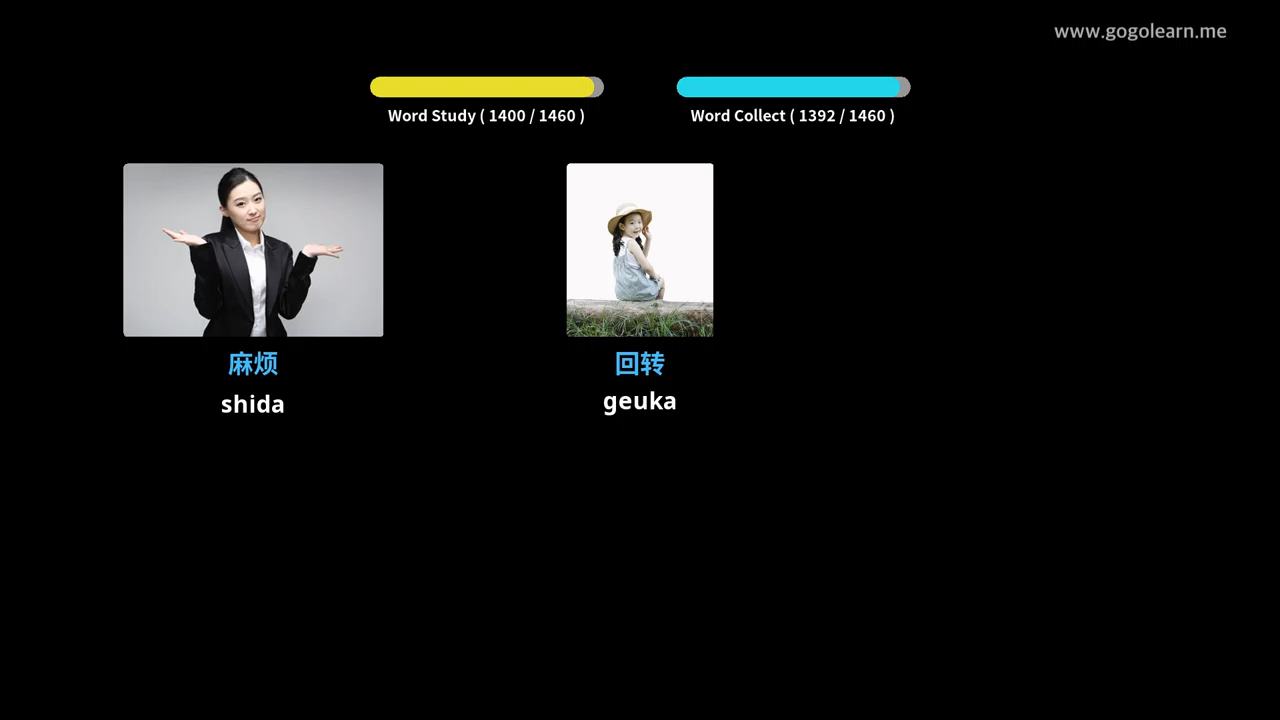 www.gogolearn.me
Word Study ( 1400 / 1460 )
Word Collect ( 1392 / 1460 )
麻烦
shida
回转
geuka